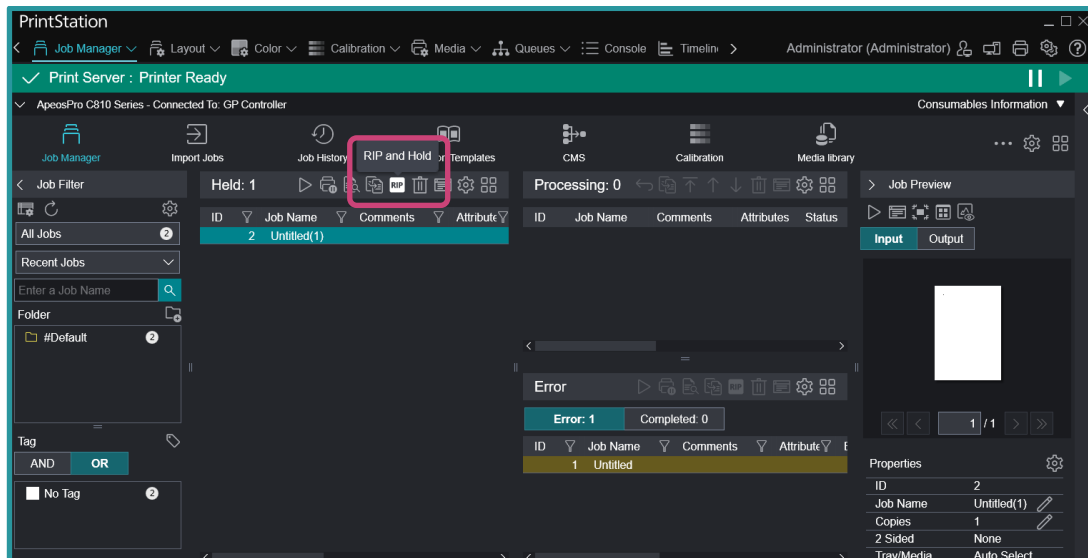 PrintStation
Job Manager Layout Color Calibration Media Queues Console Timeline Administrator (Administrator)
Print Server : Printer Ready
ApeosPro C810 Series - Connected To: GP Controller Consumables Information
Job Manager Import Jobs Job History Templates CMS Calibration Media library
RIP and Hold
Job Filter Held: 1 RIP Processing: 0 Job Preview
ID Job Name Comments Attribute ID Job Name Comments Attributes Status
All Jobs 2 2 Untitled(1) Input Output
Recent Jobs
Enter a Job Name
Folder
#Default 2
Error RIP
Error: 1 Completed: 0 1 / 1
Tag ID Job Name Comments Attribute E
AND OR 1 Untitled Properties
No Tag 2 ID 2
Job Name Untitled(1)
Copies 1
2 Sided None
Tray/Media Auto Select